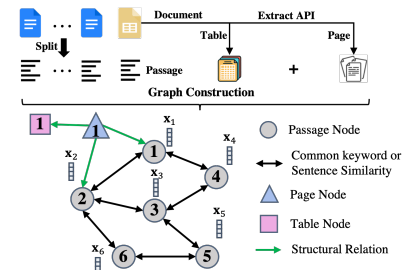 Document
Extract API
Split
Table
Page
Passage
+
Graph Construction
1
1
x1
1
Passage Node
x2
x4
4
Common keyword or
Sentence Similarity
x3
2
3
Page Node
x5
Table Node
x6
6
5
Structural Relation